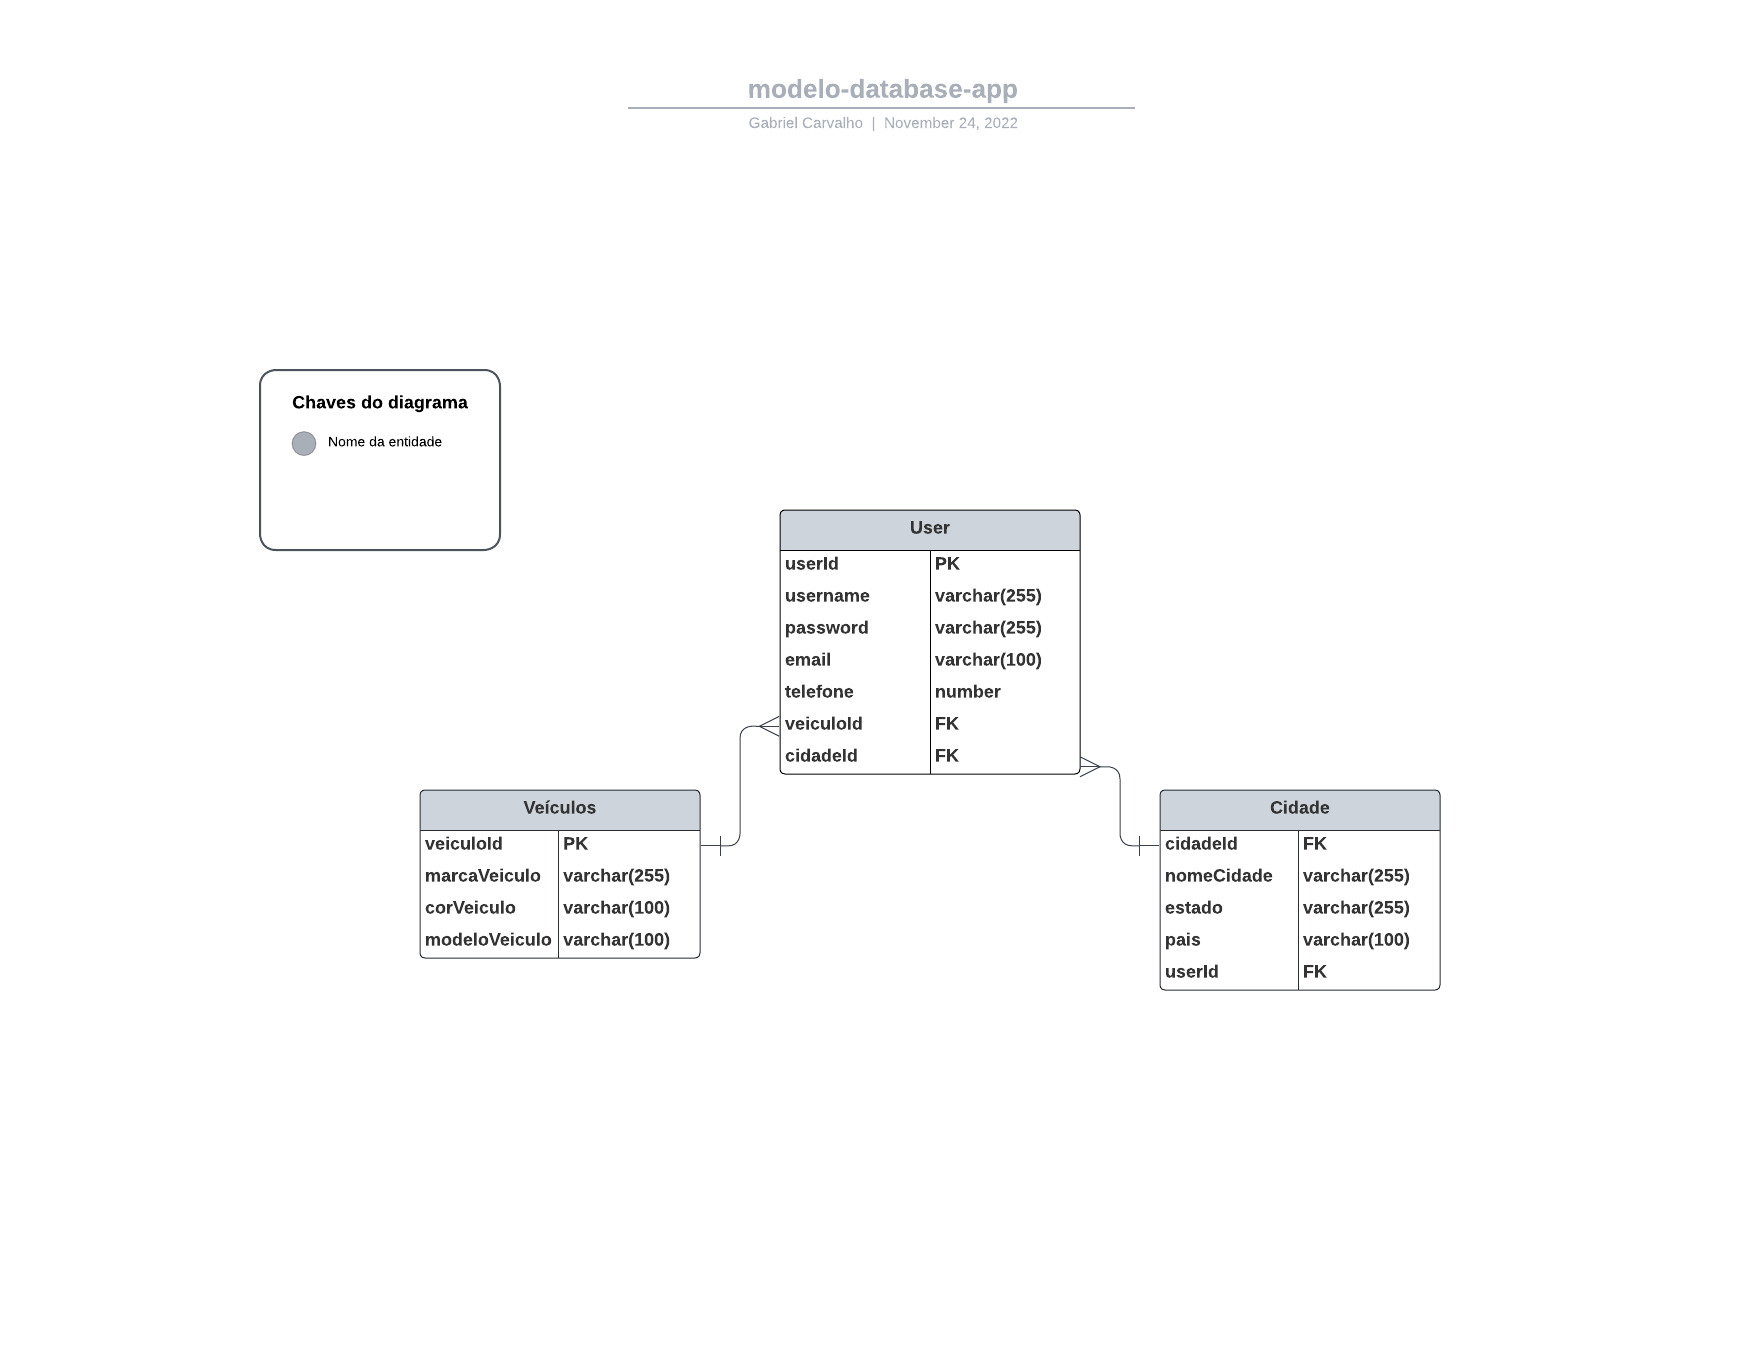 modelo-database-app
Gabriel Carvalho | November 24, 2022
Chaves do diagrama
Nome da entidade
User
userId PK
username varchar(255)
password varchar(255)
email varchar(100)
telefone number
veiculoId FK
cidadeId FK
Veículos
veiculoId PK
marcaVeiculo varchar(255)
corVeiculo varchar(100)
modeloVeiculo varchar(100)
Cidade
cidadeId FK
nomeCidade varchar(255)
estado varchar(255)
pais varchar(100)
userId FK